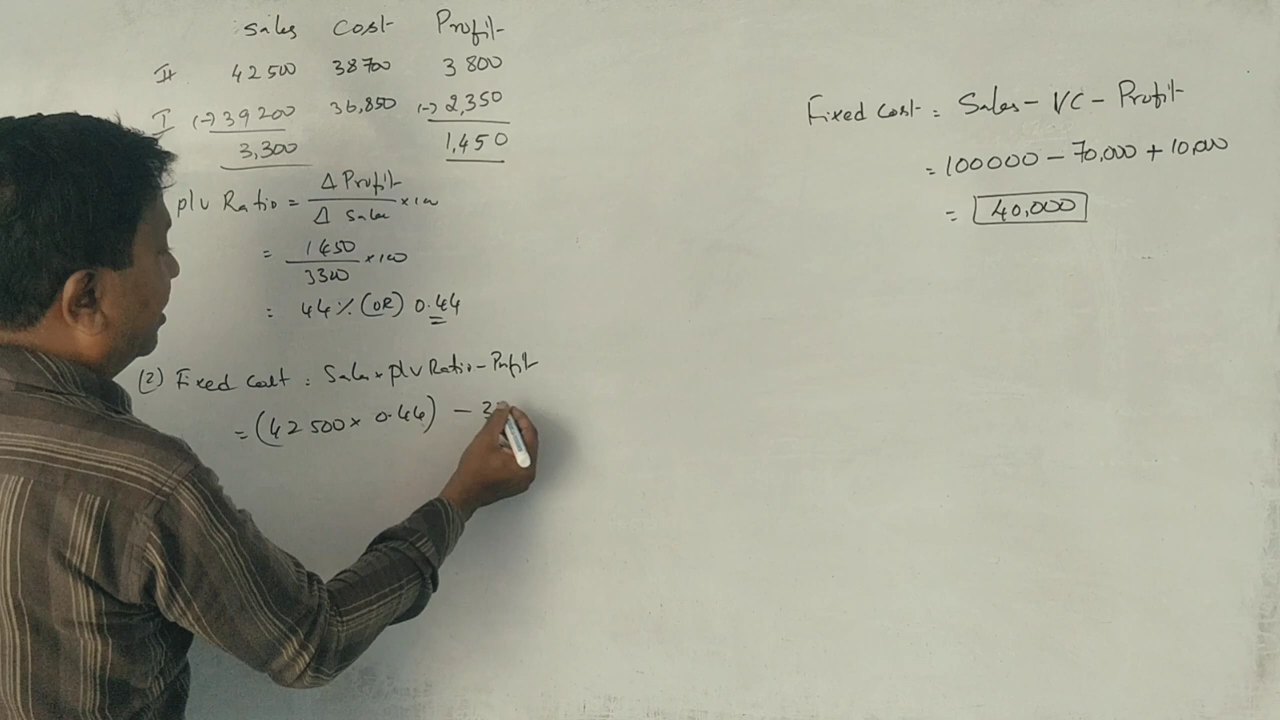 Sales Cost Profit
II 42500 38700 3800
I (-) 39200 36,850 (-) 2,350
3,300 1,450
P/V Ratio = Δ Profit / Δ Sales × 100
= 1450 / 3300 × 100
= 44% (OR) 0.44
(2) Fixed Cost = Sales × P/V Ratio - Profit
= (42500 × 0.44) - 3
Fixed Cost = Sales - VC - Profit
= 100000 - 70,000 + 10,000
= 40,000